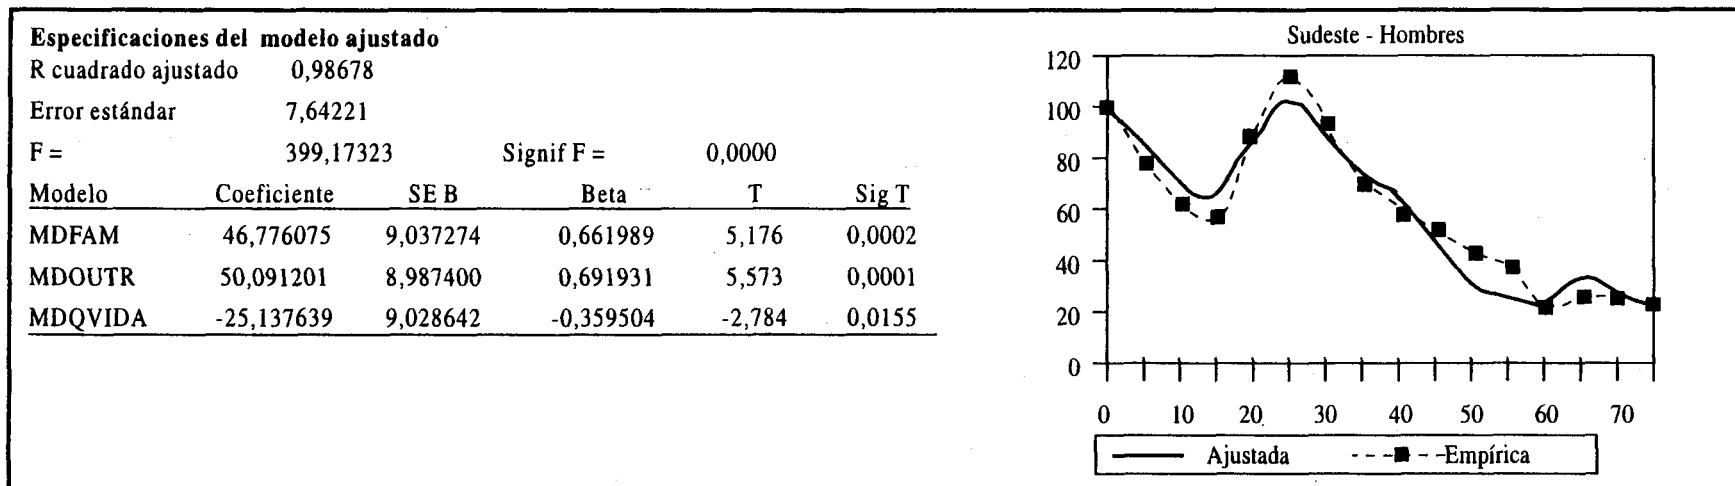 Especificaciones del modelo ajustado
R cuadrado ajustado 0,98678
Error estándar 7,64221
F = 399,17323 Signif F = 0,0000
Modelo Coeficiente SE B Beta T Sig T
MDFAM 46,776075 9,037274 0,661989 5,176 0,0002
MDOUTR 50,091201 8,987400 0,691931 5,573 0,0001
MDQVIDA -25,137639 9,028642 -0,359504 -2,784 0,0155
Sudeste - Hombres
120
100
80
60
40
20
0
0 10 20 30 40 50 60 70
Ajustada Empírica